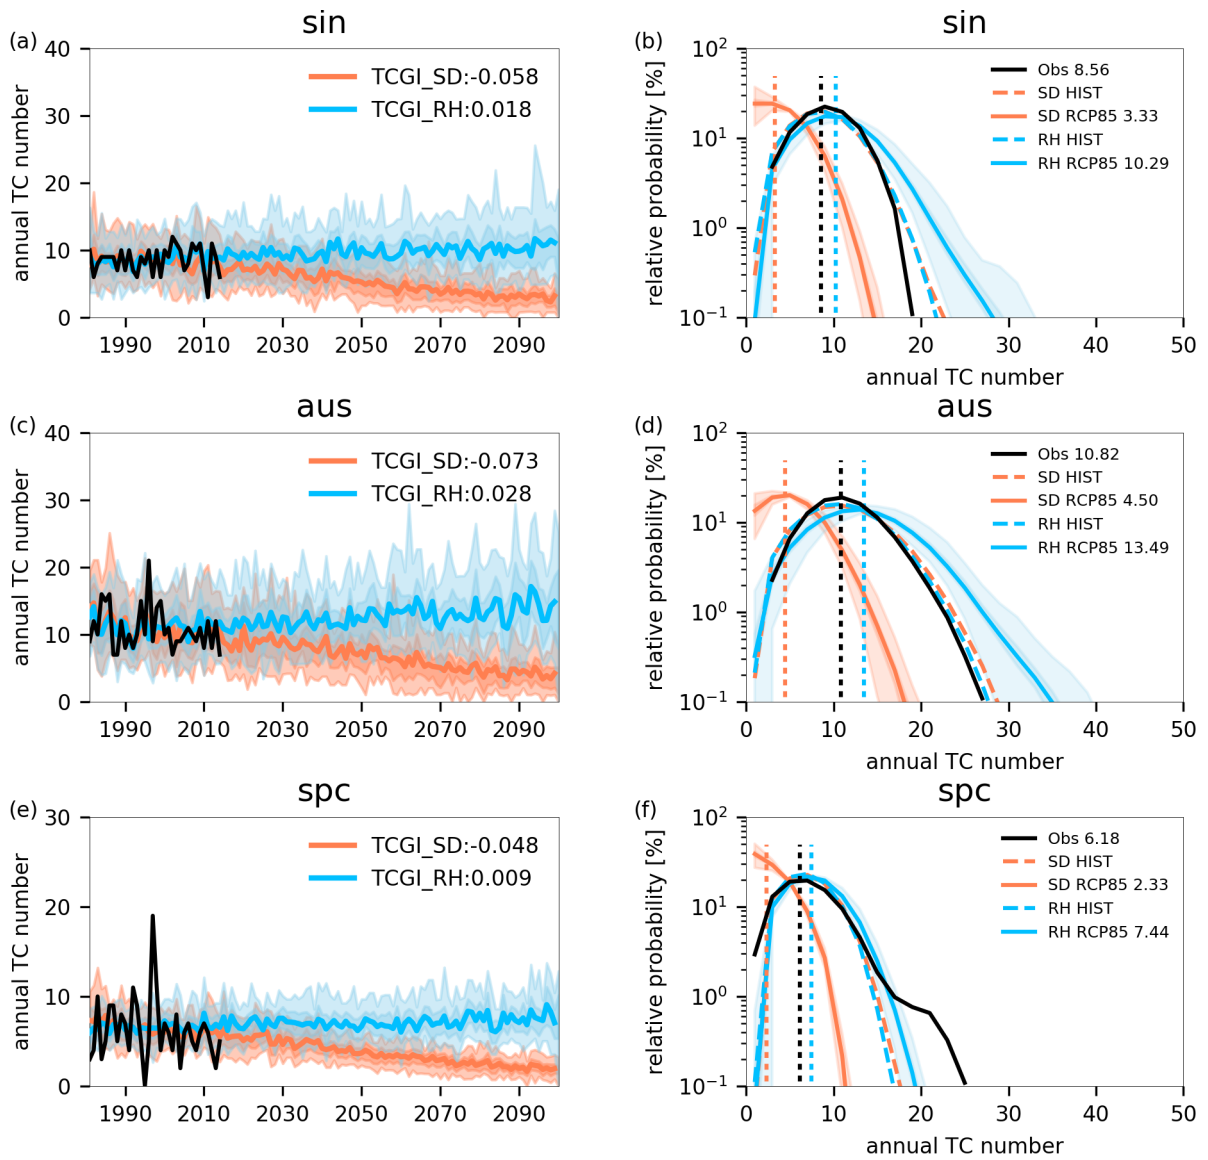 sin
(a)
annual TC number
40
30
20
10
0
TCGI_SD:-0.058
TCGI_RH:0.018
1990 2010 2030 2050 2070 2090
sin
(b)
relative probability [%]
10²
10¹
10⁰
10⁻¹
Obs 8.56
SD HIST
SD RCP85 3.33
RH HIST
RH RCP85 10.29
0 10 20 30 40 50
annual TC number
aus
(c)
annual TC number
40
30
20
10
0
TCGI_SD:-0.073
TCGI_RH:0.028
1990 2010 2030 2050 2070 2090
aus
(d)
relative probability [%]
10²
10¹
10⁰
10⁻¹
Obs 10.82
SD HIST
SD RCP85 4.50
RH HIST
RH RCP85 13.49
0 10 20 30 40 50
annual TC number
spc
(e)
annual TC number
30
20
10
0
TCGI_SD:-0.048
TCGI_RH:0.009
1990 2010 2030 2050 2070 2090
spc
(f)
relative probability [%]
10²
10¹
10⁰
10⁻¹
Obs 6.18
SD HIST
SD RCP85 2.33
RH HIST
RH RCP85 7.44
0 10 20 30 40 50
annual TC number